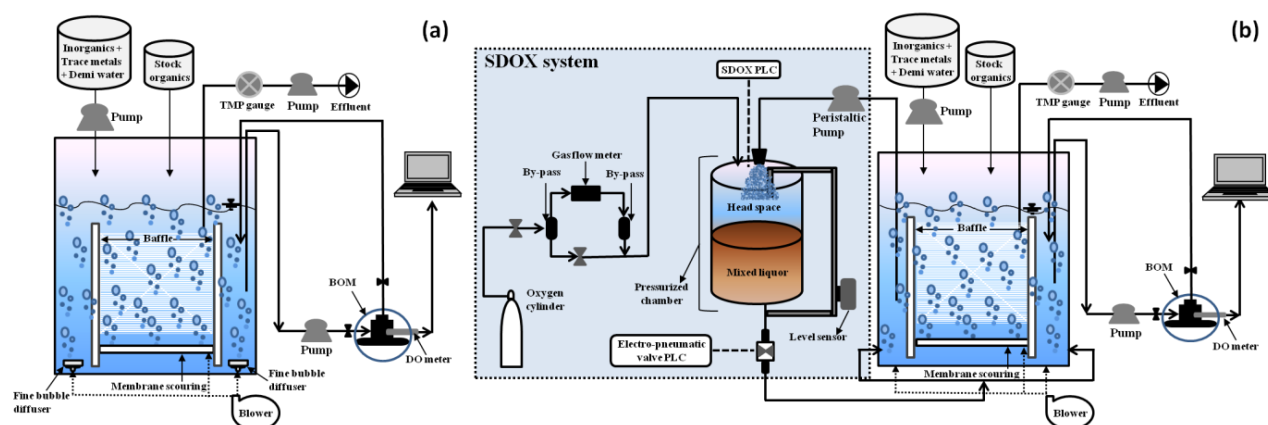 (a)
Inorganics +
Trace metals
+ Demi water
Stock
organics
Pump
TMP gauge
Pump
Effluent
Baffle
BOM
Pump
DO meter
Membrane scouring
Fine bubble
diffuser
Fine bubble
diffuser
Blower
SDOX system
SDOX PLC
Gas flow meter
By-pass
By-pass
Oxygen
cylinder
Peristaltic
Pump
Head space
Mixed liquor
Pressurized
chamber
Level sensor
Electro-pneumatic
valve PLC
(b)
Inorganics +
Trace metals
+ Demi water
Stock
organics
Pump
TMP gauge
Pump
Effluent
Baffle
BOM
Pump
DO meter
Membrane scouring
Blower